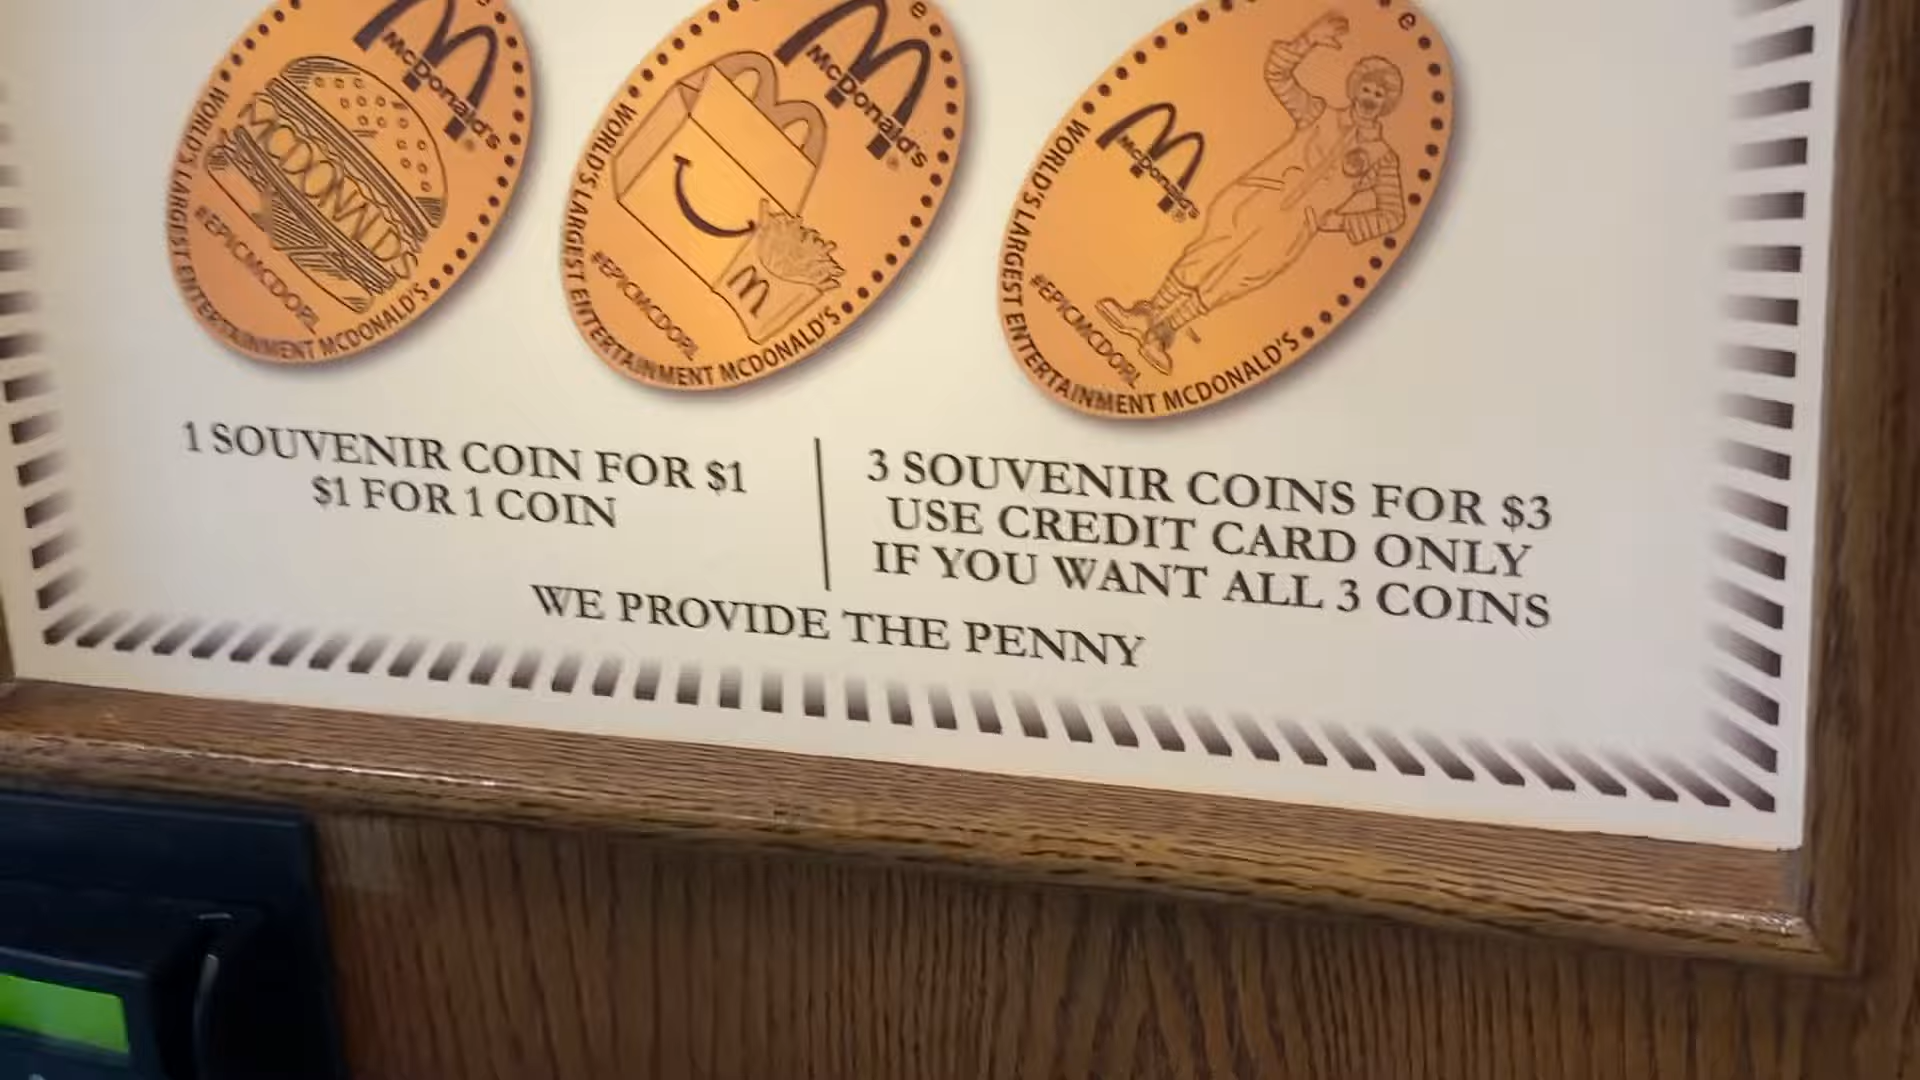 e
McDonald's
WORLD'S LARGEST ENTERTAINMENT MCDONALD'S
MCDONALD'S
#EPICMCDORL
e
McDonald's
WORLD'S LARGEST ENTERTAINMENT MCDONALD'S
#EPICMCDORL
e
McDonald's
WORLD'S LARGEST ENTERTAINMENT MCDONALD'S
#EPICMCDORL
1 SOUVENIR COIN FOR $1
$1 FOR 1 COIN
3 SOUVENIR COINS FOR $3
USE CREDIT CARD ONLY
IF YOU WANT ALL 3 COINS
WE PROVIDE THE PENNY